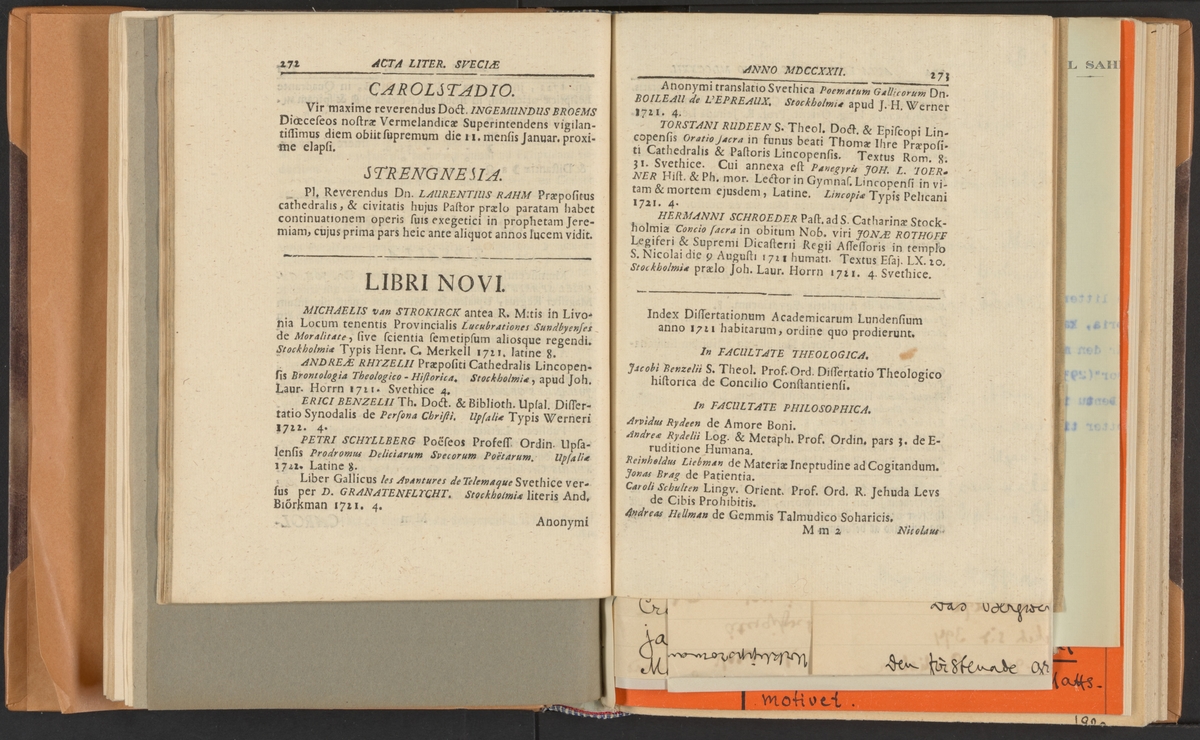 272 ACTA LITER. SVECIÆ
CAROLSTADIO.
Vir maxime reverendus Doct. INGEMUNDUS BROEMS
Diœceſeos noſtræ Vermelandicæ Superintendens vigilan-
tiſſimus diem obiit ſupremum die 11. menſis Januar. proxi-
me elapſi.
STRENGNESIA.
Pl. Reverendus Dn. LAURENTIUS RAHM Præpoſitus
cathedralis, & civitatis hujus Paſtor prælo paratam habet
continuationem operis ſuis exegetici in prophetam Jere-
miam, cujus prima pars heic ante aliquot annos lucem vidit.
LIBRI NOVI.
MICHAELIS van STROKIRCK antea R. M:tis in Livo-
nia Locum tenentis Provincialis Lucubrationes Sundbyenſes
de Moralitate, ſive ſcientia ſemetipſum aliosque regendi.
Stockholmiæ Typis Henr. C. Merkell 1721. latine 8.
ANDREÆ RHYZELII Præpoſiti Cathedralis Lincopen-
ſis Brontologia Theologico-Hiſtorica. Stockholmiæ, apud Joh.
Laur. Horrn 1721. Svethice 4.
ERICI BENZELII Th. Doct. & Biblioth. Upſal. Diſſer-
tatio Synodalis de Perſona Chriſti. Upſaliæ Typis Werneri
1722. 4.
PETRI SCHYLLBERG Poëſeos Profeſſ. Ordin. Upſa-
lenſis Prodromus Deliciarum Svecorum Poëtarum. Upſaliæ
1722. Latine 8.
Liber Gallicus les Avantures de Telemaque Svethice ver-
ſus per D. GRANATENFLYCHT. Stockholmiæ literis And.
Biörkman 1721. 4.
Anonymi
ANNO MDCCXXII. 273
Anonymi translatio Svethica Poematum Gallicorum Dn.
BOILEAU de L'EPREAUX. Stockholmiæ apud J. H. Werner
1721. 4.
TORSTANI RUDEEN S. Theol. Doct. & Epiſcopi Lin-
copenſis Oratio ſacra in funus beati Thomæ Ihre Præpoſi-
ti Cathedralis & Paſtoris Lincopenſis. Textus Rom. 8:
31. Svethice. Cui annexa eſt Panegyris JOH. L. IOER-
NER Hiſt. & Ph. mor. Lector in Gymnaſ. Lincopenſi in vi-
tam & mortem ejusdem, Latine. Lincopiæ Typis Pelicani
1721. 4.
HERMANNI SCHROEDER Paſt. ad S. Catharinæ Stock-
holmiæ Concio ſacra in obitum Nob. viri JONÆ ROTHOFF
Legiferi & Supremi Dicaſterii Regii Aſſeſſoris in templo
S. Nicolai die 9 Auguſti 1721 humati. Textus Eſaj. LX. 20.
Stockholmiæ prælo Joh. Laur. Horrn 1721. 4. Svethice.
Index Diſſertationum Academicarum Lundenſium
anno 1721 habitarum, ordine quo prodierunt.
In FACULTATE THEOLOGICA.
Jacobi Benzelii S. Theol. Prof. Ord. Diſſertatio Theologico
hiſtorica de Concilio Conſtantienſi.
In FACULTATE PHILOSOPHICA.
Arvidus Rydeen de Amore Boni.
Andreæ Rydelii Log. & Metaph. Prof. Ordin. pars 3. de E-
ruditione Humana.
Reinholdus Liebman de Materiæ Ineptudine ad Cogitandum.
Jonas Brag de Patientia.
Caroli Schulten Lingv. Orient. Prof. Ord. R. Jehuda Levs
de Cibis Prohibitis.
Andreas Hellman de Gemmis Talmudico Soharicis.
M m 2 Nicolaus
L SAH
ja
den förstenade
motivet.